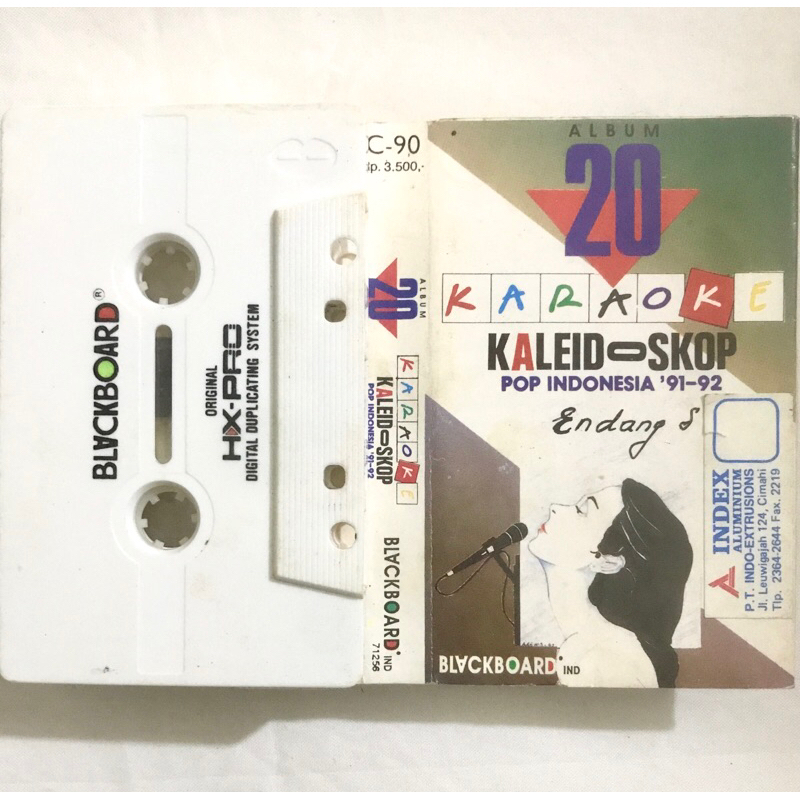 BLACKBOARD®
ORIGINAL
HX-PRO
DIGITAL DUPLICATING SYSTEM
B
C-90
Rp. 3.500,-
ALBUM
20
KARAOKE
KALEIDOSKOP
POP INDONESIA '91-92
BLACKBOARD IND
71256
ALBUM
20
KARAOKE
KALEIDOSKOP
POP INDONESIA '91-92
Endang S
INDEX
ALUMINIUM
P.T. INDO-EXTRUSIONS
Jl. Leuwigajah 124, Cimahi
Tlp. 2364-2644 Fax. 2219
BLACKBOARD IND